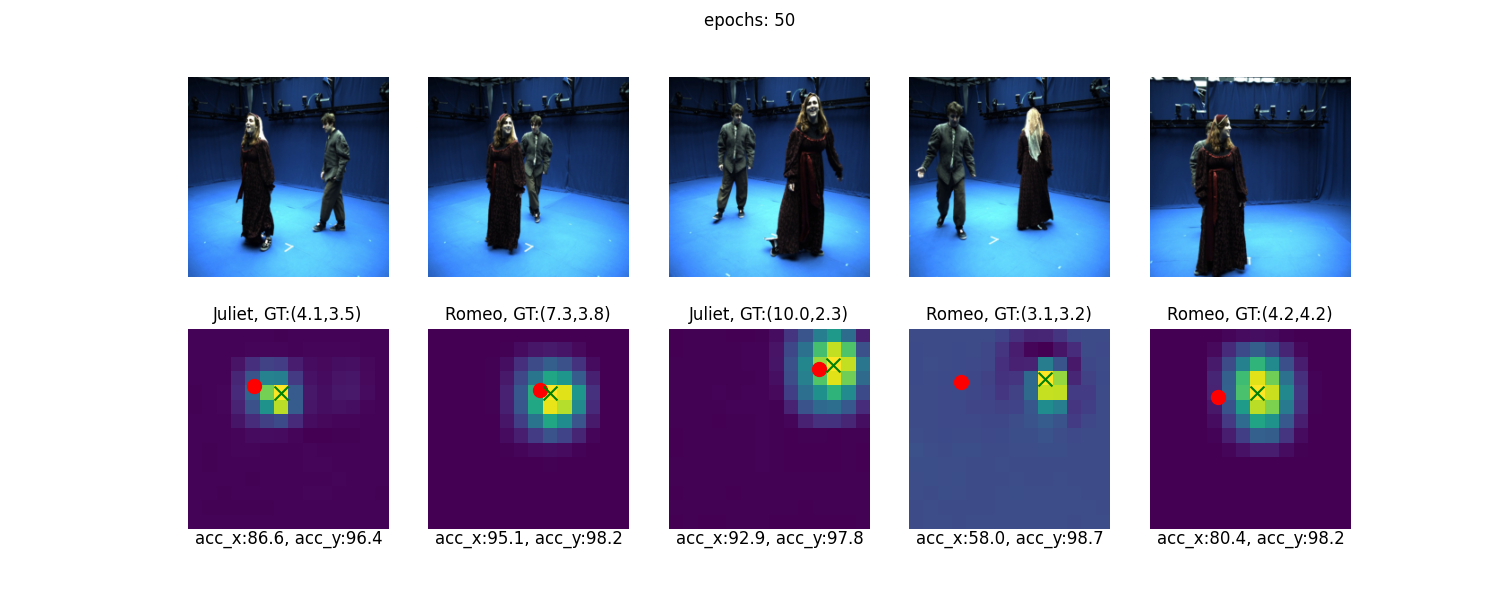 epochs: 50
Juliet, GT:(4.1,3.5)
Romeo, GT:(7.3,3.8)
Juliet, GT:(10.0,2.3)
Romeo, GT:(3.1,3.2)
Romeo, GT:(4.2,4.2)
acc_x:86.6, acc_y:96.4
acc_x:95.1, acc_y:98.2
acc_x:92.9, acc_y:97.8
acc_x:58.0, acc_y:98.7
acc_x:80.4, acc_y:98.2